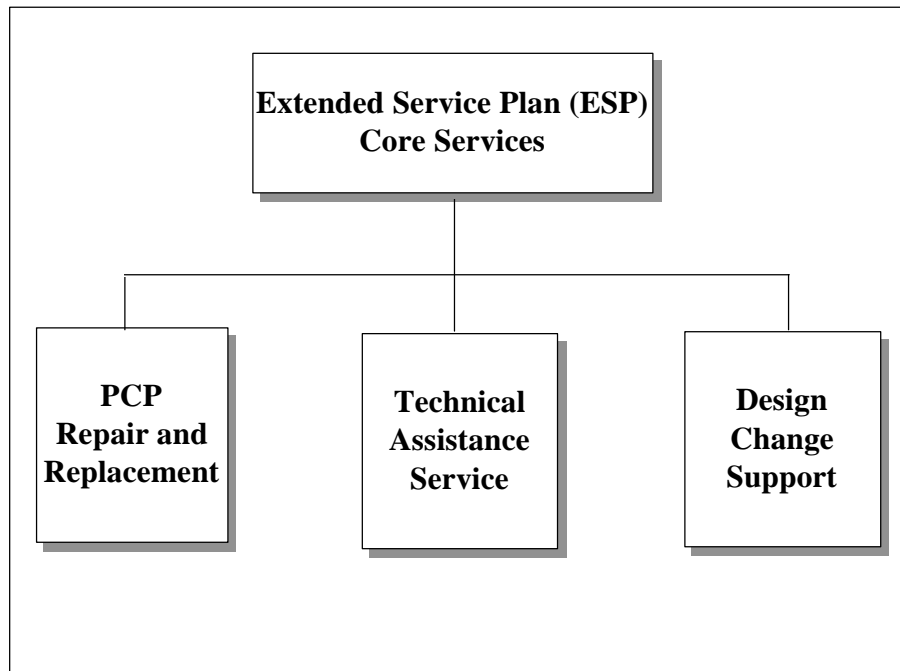 Extended Service Plan (ESP)
Core Services
PCP
Repair and
Replacement
Technical
Assistance
Service
Design
Change
Support